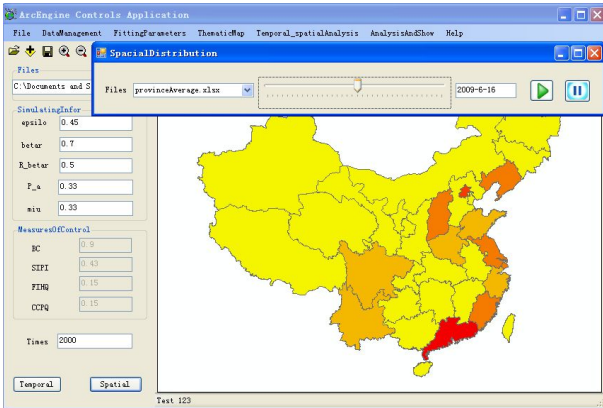 ArcEngine Controls Application
File DataManagement FittingParameters ThematicMap Temporal_spatialAnalysis AnalysisAndShow Help
SpacialDistribution
Files provinceAverage.xlsx 2009-6-16
Files
C:\Documents and S
SimulatingInfor
epsilo 0.45
betar 0.7
R_betar 0.5
P_a 0.33
miu 0.33
MeasuresOfControl
BC 0.9
SIPI 0.43
FIHQ 0.15
CCPQ 0.15
Times 2000
Temporal Spatial
Test 123